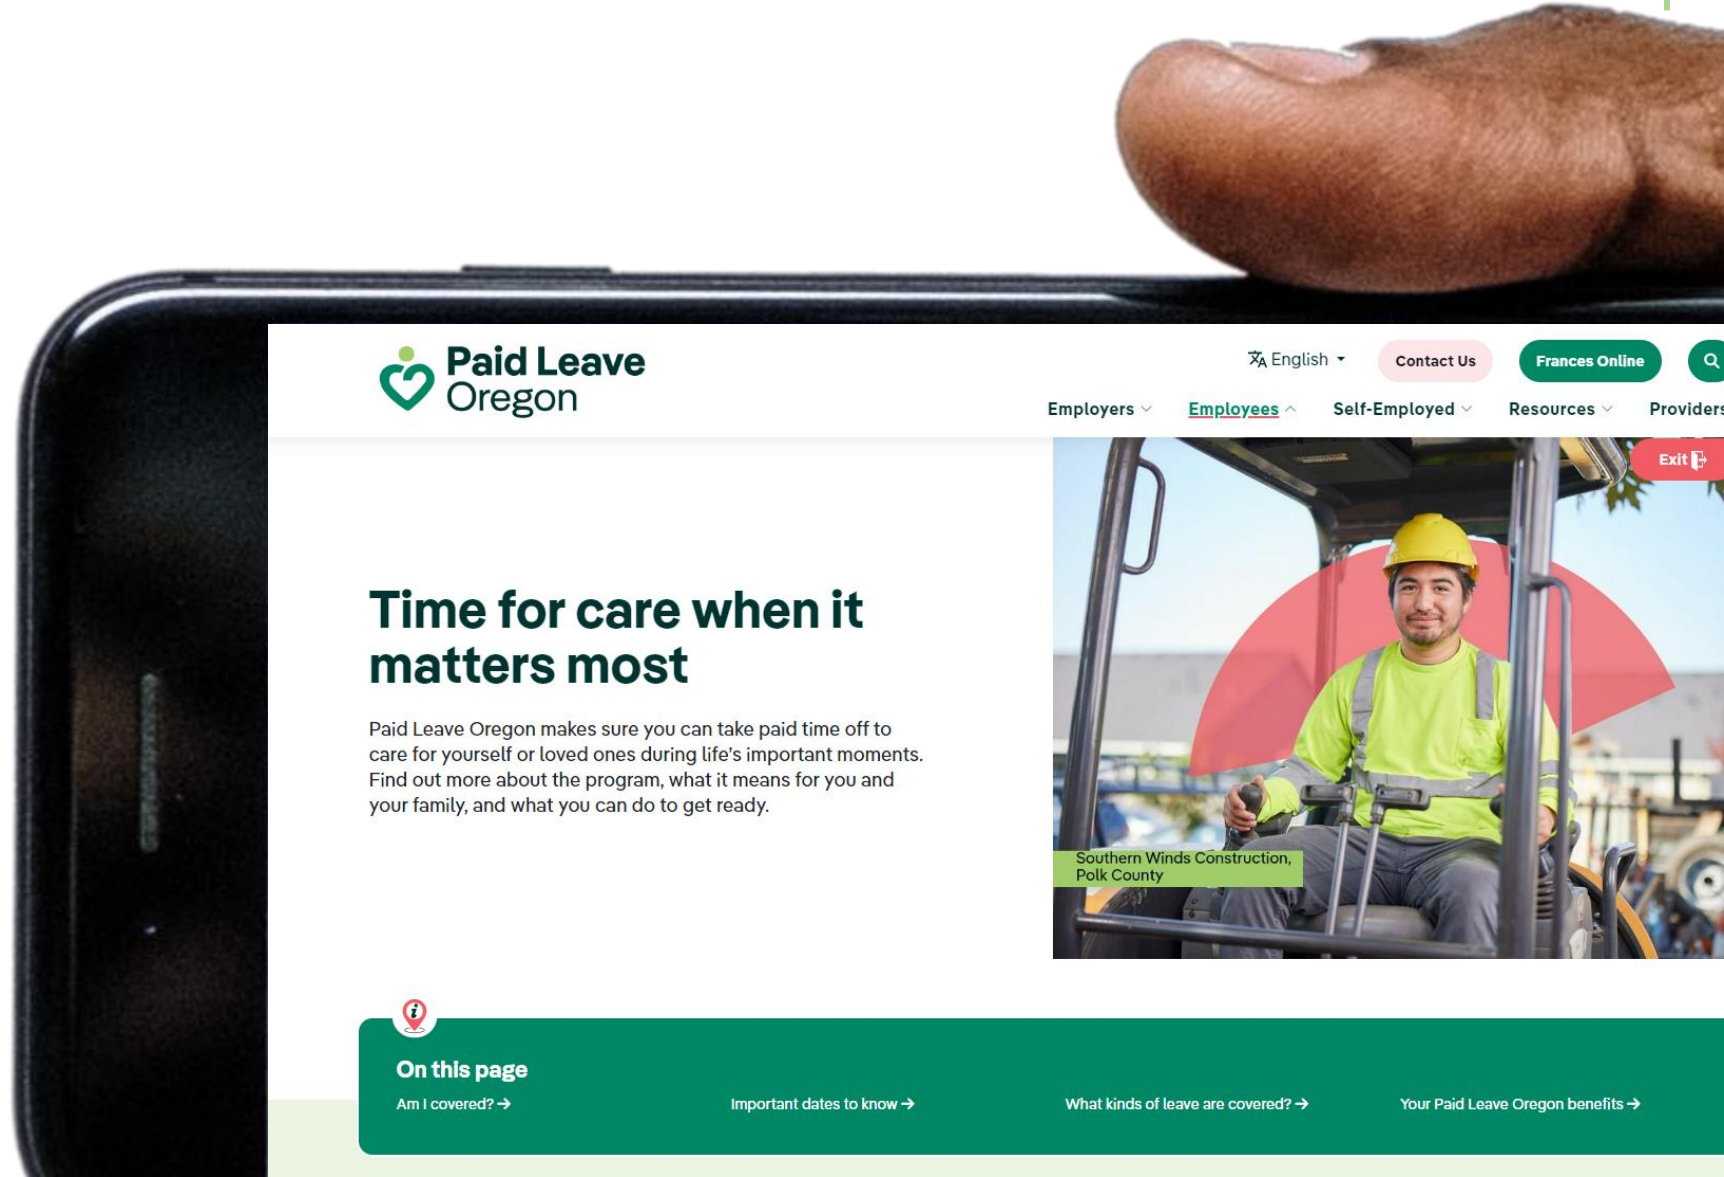 Paid Leave
Oregon
English
Contact Us
Frances Online
Employers
Employees
Self-Employed
Resources
Providers
Exit
Time for care when it
matters most
Paid Leave Oregon makes sure you can take paid time off to
care for yourself or loved ones during life's important moments.
Find out more about the program, what it means for you and
your family, and what you can do to get ready.
Southern Winds Construction,
Polk County
On this page
Am I covered? →
Important dates to know →
What kinds of leave are covered? →
Your Paid Leave Oregon benefits →